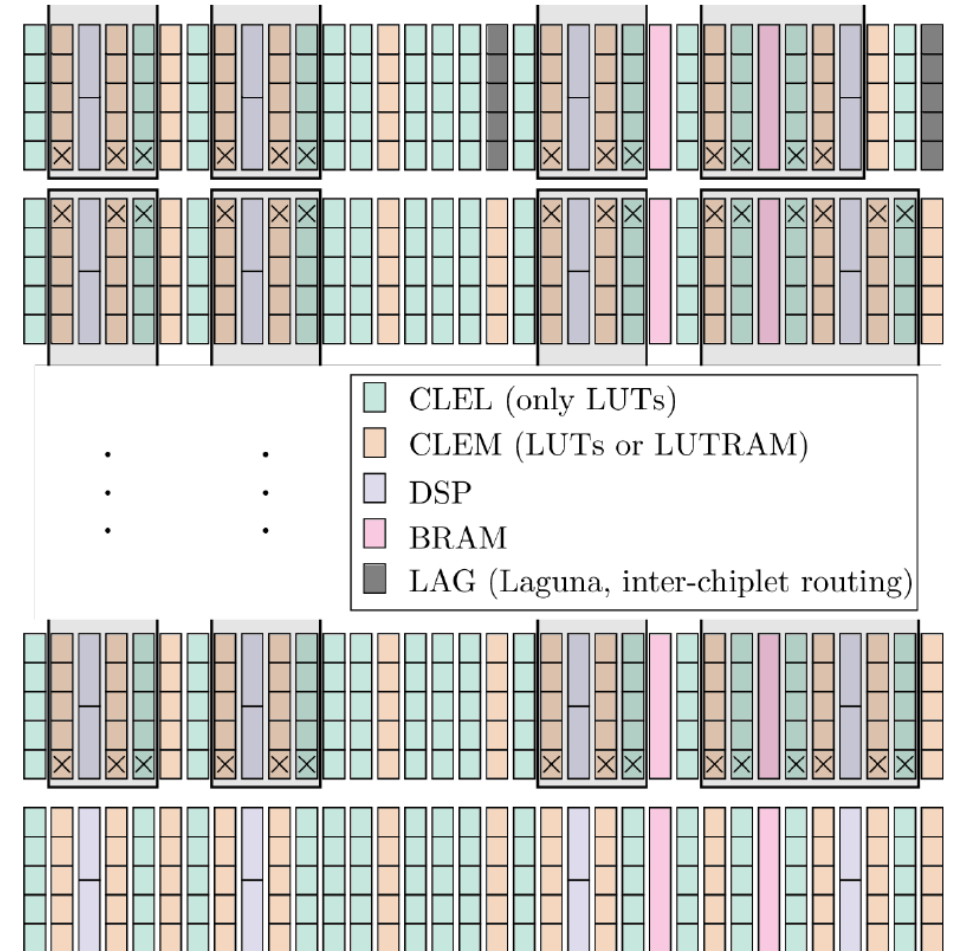 CLEL (only LUTs)
CLEM (LUTs or LUTRAM)
DSP
BRAM
LAG (Laguna, inter-chiplet routing)